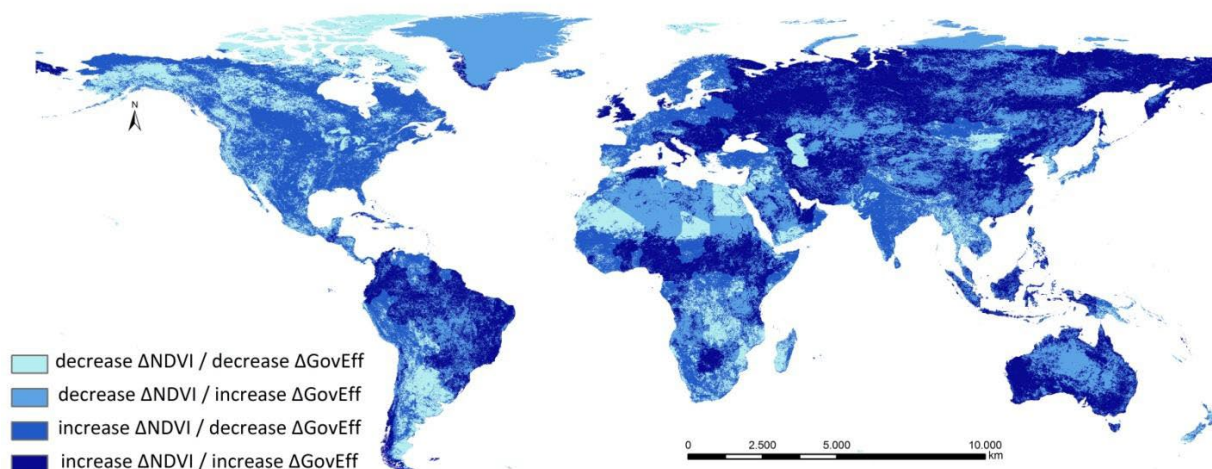 N
decrease ΔNDVI / decrease ΔGovEff
decrease ΔNDVI / increase ΔGovEff
increase ΔNDVI / decrease ΔGovEff
increase ΔNDVI / increase ΔGovEff
0 2.500 5.000 10.000
km